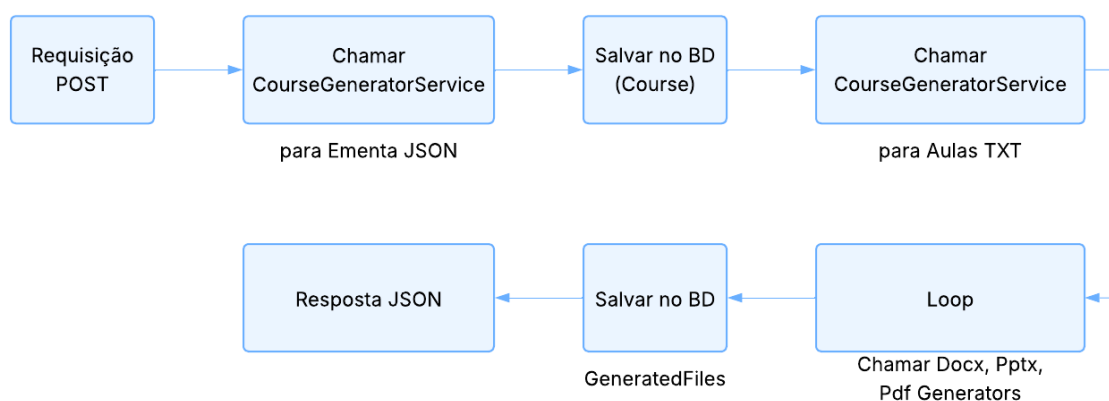 Requisição
POST
Chamar
CourseGeneratorService
para Ementa JSON
Salvar no BD
(Course)
Chamar
CourseGeneratorService
para Aulas TXT
Resposta JSON
Salvar no BD
GeneratedFiles
Loop
Chamar Docx, Pptx,
Pdf Generators